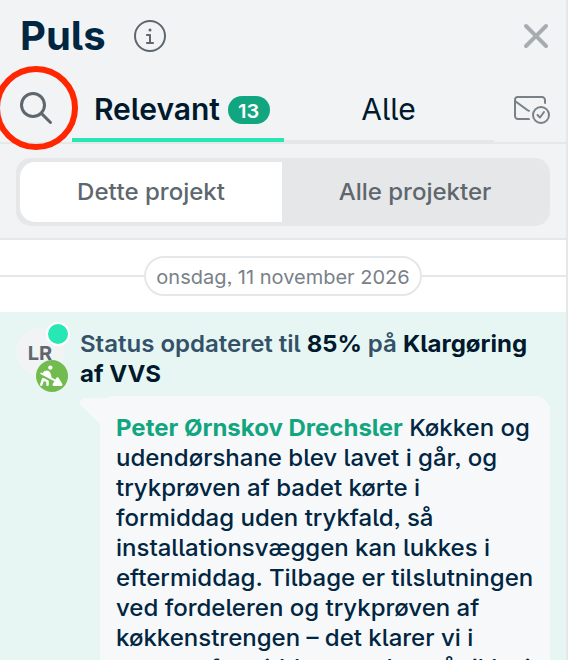 Puls
Relevant 13 Alle
Dette projekt Alle projekter
onsdag, 11 november 2026
LR
Status opdateret til 85% på Klargøring
af VVS
Peter Ørnskov Drechsler Køkken og
udendørshane blev lavet i går, og
trykprøven af badet kørte i
formiddag uden trykfald, så
installationsvæggen kan lukkes i
eftermiddag. Tilbage er tilslutningen
ved fordeleren og trykprøven af
køkkenstrengen – det klarer vi i